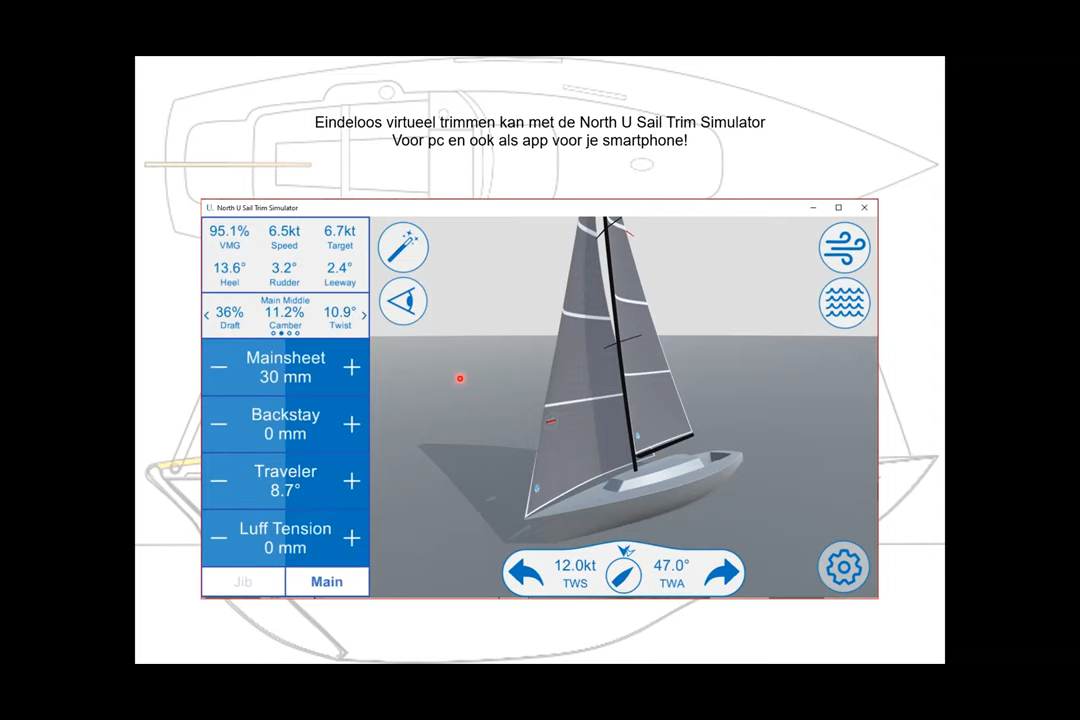 Eindeloos virtueel trimmen kan met de North U Sail Trim Simulator
Voor pc en ook als app voor je smartphone!
U. North U Sail Trim Simulator
95.1% 6.5kt 6.7kt
VMG Speed Target
13.6° 3.2° 2.4°
Heel Rudder Leeway
Main Middle
36% 11.2% 10.9°
Draft Camber Twist
Mainsheet
30 mm
Backstay
0 mm
Traveler
8.7°
Luff Tension
0 mm
Jib Main
12.0kt 47.0°
TWS TWA